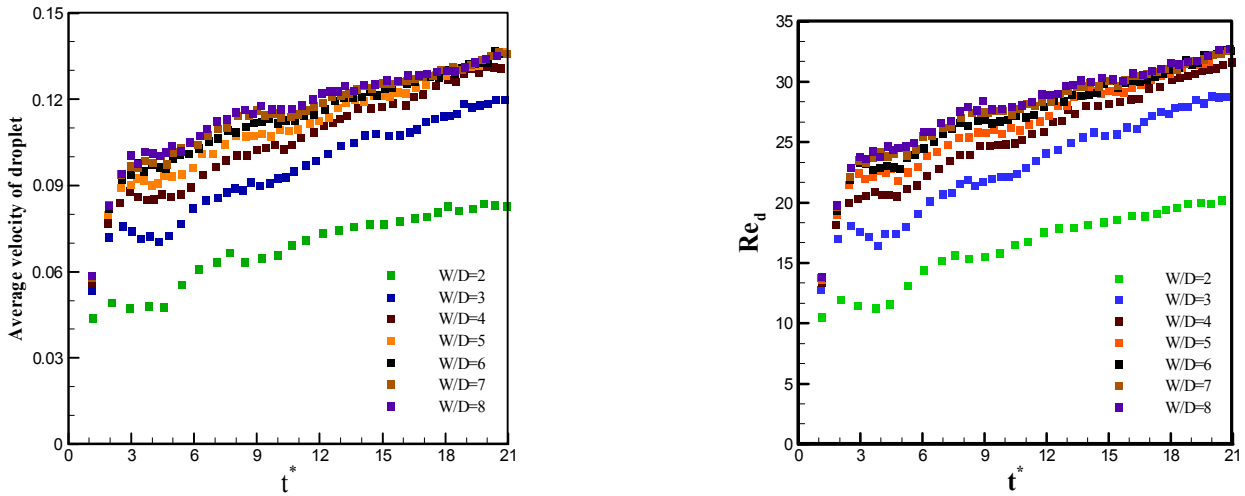 0.15
0.12
0.09
0.06
0.03
0
Average velocity of droplet
W/D=2
W/D=3
W/D=4
W/D=5
W/D=6
W/D=7
W/D=8
0 3 6 9 12 15 18 21
t*
35
30
25
20
15
10
5
0
Re_d
W/D=2
W/D=3
W/D=4
W/D=5
W/D=6
W/D=7
W/D=8
0 3 6 9 12 15 18 21
t*